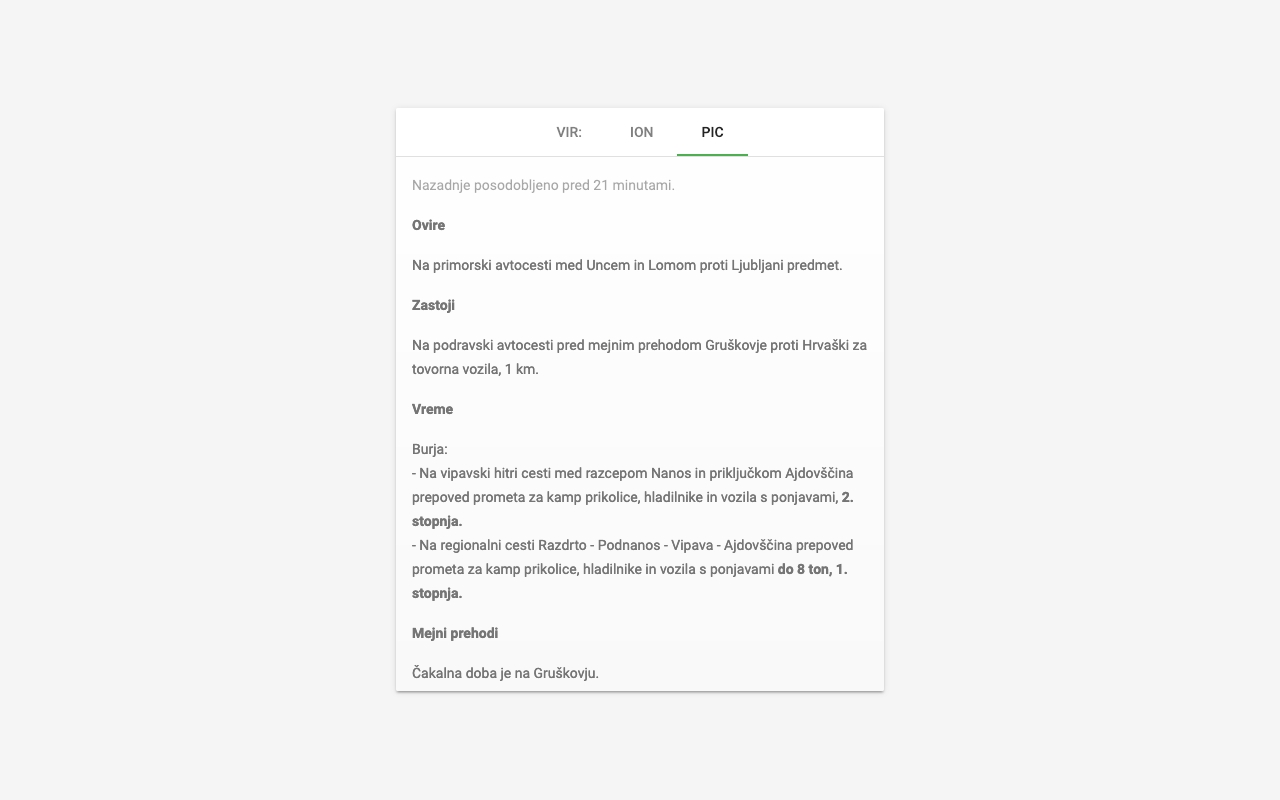 VIR: ION PIC
Nazadnje posodobljeno pred 21 minutami.
Ovire
Na primorski avtocesti med Uncem in Lomom proti Ljubljani predmet.
Zastoji
Na podravski avtocesti pred mejnim prehodom Gruškovje proti Hrvaški za
tovorna vozila, 1 km.
Vreme
Burja:
- Na vipavski hitri cesti med razcepom Nanos in priključkom Ajdovščina
prepoved prometa za kamp prikolice, hladilnike in vozila s ponjavami, 2.
stopnja.
- Na regionalni cesti Razdrto - Podnanos - Vipava - Ajdovščina prepoved
prometa za kamp prikolice, hladilnike in vozila s ponjavami do 8 ton, 1.
stopnja.
Mejni prehodi
Čakalna doba je na Gruškovju.